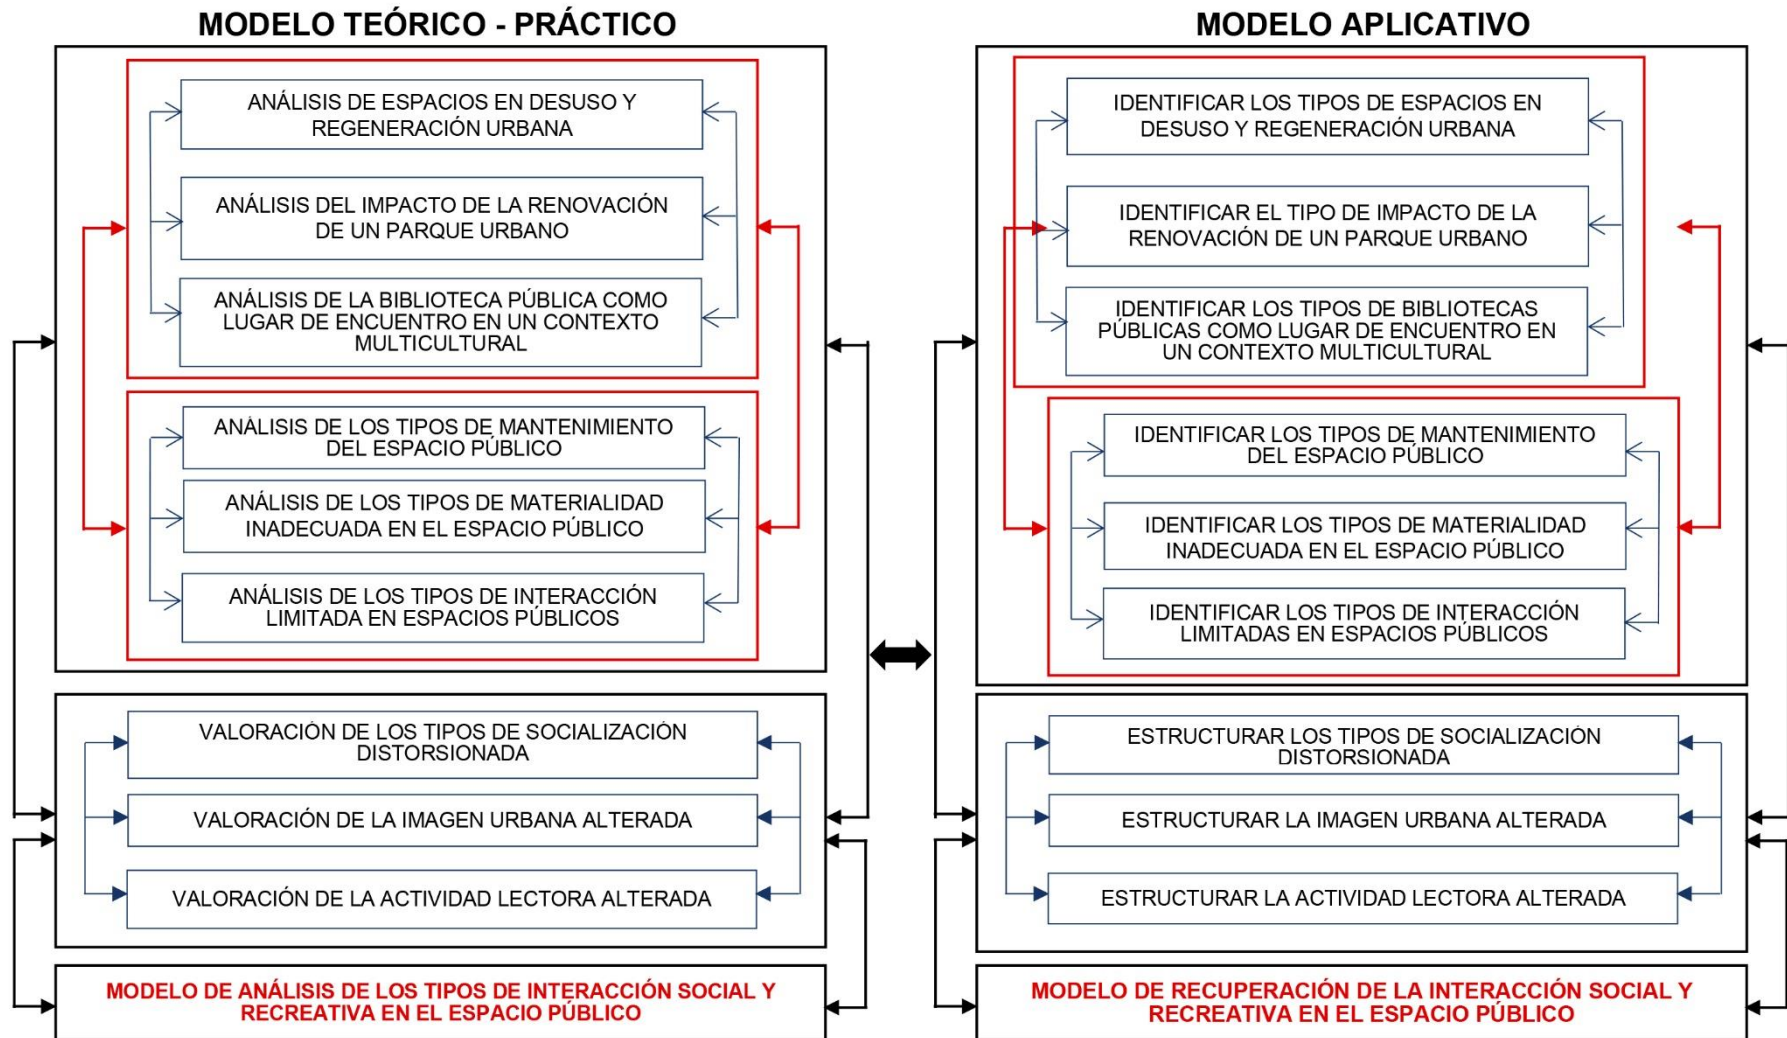 MODELO TEÓRICO - PRÁCTICO
ANÁLISIS DE ESPACIOS EN DESUSO Y
REGENERACIÓN URBANA
ANÁLISIS DEL IMPACTO DE LA RENOVACIÓN
DE UN PARQUE URBANO
ANÁLISIS DE LA BIBLIOTECA PÚBLICA COMO
LUGAR DE ENCUENTRO EN UN CONTEXTO
MULTICULTURAL
ANÁLISIS DE LOS TIPOS DE MANTENIMIENTO
DEL ESPACIO PÚBLICO
ANÁLISIS DE LOS TIPOS DE MATERIALIDAD
INADECUADA EN EL ESPACIO PÚBLICO
ANÁLISIS DE LOS TIPOS DE INTERACCIÓN
LIMITADA EN ESPACIOS PÚBLICOS
VALORACIÓN DE LOS TIPOS DE SOCIALIZACIÓN
DISTORSIONADA
VALORACIÓN DE LA IMAGEN URBANA ALTERADA
VALORACIÓN DE LA ACTIVIDAD LECTORA ALTERADA
MODELO DE ANÁLISIS DE LOS TIPOS DE INTERACCIÓN SOCIAL Y
RECREATIVA EN EL ESPACIO PÚBLICO
MODELO APLICATIVO
IDENTIFICAR LOS TIPOS DE ESPACIOS EN
DESUSO Y REGENERACIÓN URBANA
IDENTIFICAR EL TIPO DE IMPACTO DE LA
RENOVACIÓN DE UN PARQUE URBANO
IDENTIFICAR LOS TIPOS DE BIBLIOTECAS
PÚBLICAS COMO LUGAR DE ENCUENTRO EN
UN CONTEXTO MULTICULTURAL
IDENTIFICAR LOS TIPOS DE MANTENIMIENTO
DEL ESPACIO PÚBLICO
IDENTIFICAR LOS TIPOS DE MATERIALIDAD
INADECUADA EN EL ESPACIO PÚBLICO
IDENTIFICAR LOS TIPOS DE INTERACCIÓN
LIMITADAS EN ESPACIOS PÚBLICOS
ESTRUCTURAR LOS TIPOS DE SOCIALIZACIÓN
DISTORSIONADA
ESTRUCTURAR LA IMAGEN URBANA ALTERADA
ESTRUCTURAR LA ACTIVIDAD LECTORA ALTERADA
MODELO DE RECUPERACIÓN DE LA INTERACCIÓN SOCIAL Y
RECREATIVA EN EL ESPACIO PÚBLICO